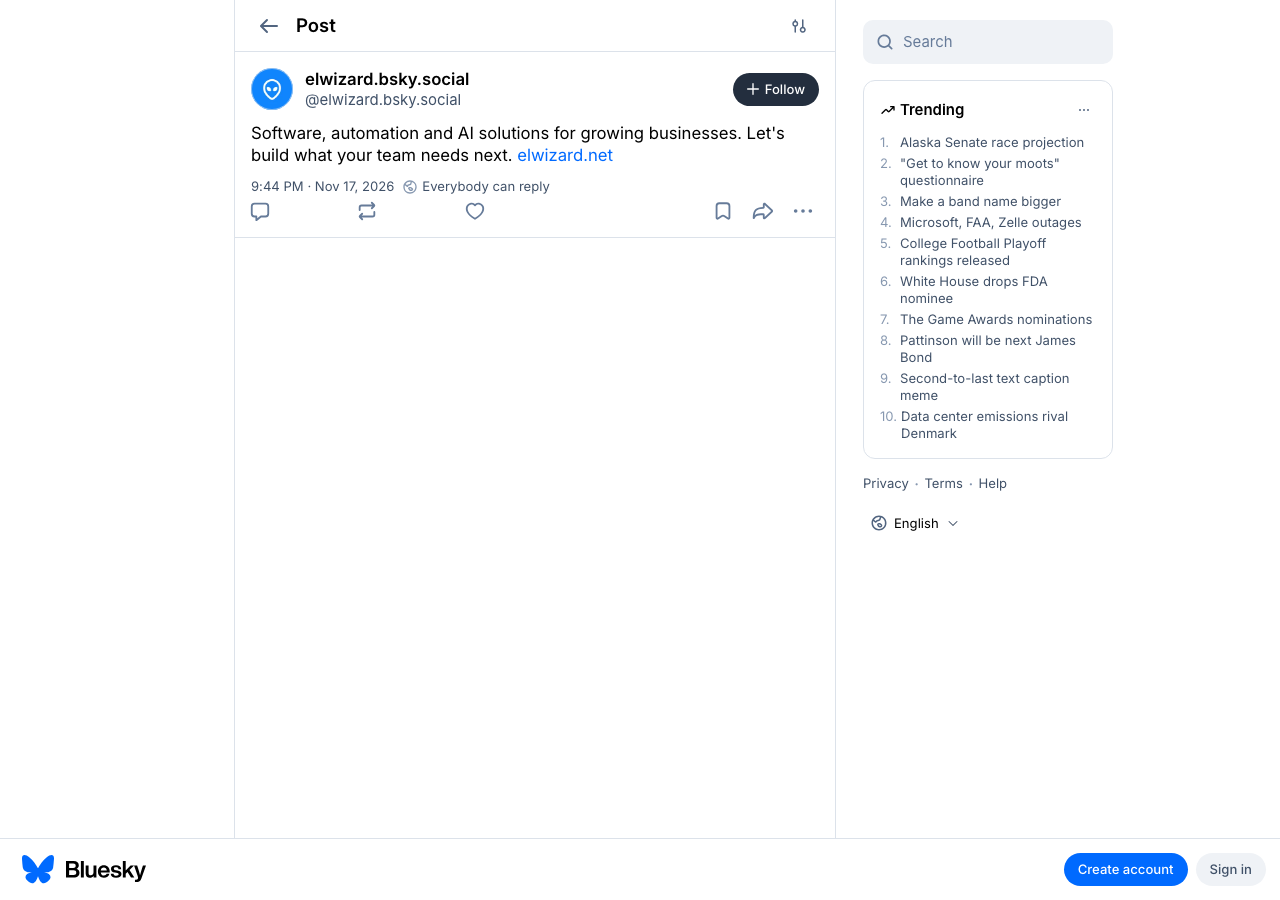 Post
elwizard.bsky.social
@elwizard.bsky.social
Follow
Software, automation and AI solutions for growing businesses. Let's
build what your team needs next. elwizard.net
9:44 PM · Nov 17, 2026 Everybody can reply
Search
Trending
1. Alaska Senate race projection
2. "Get to know your moots"
questionnaire
3. Make a band name bigger
4. Microsoft, FAA, Zelle outages
5. College Football Playoff
rankings released
6. White House drops FDA
nominee
7. The Game Awards nominations
8. Pattinson will be next James
Bond
9. Second-to-last text caption
meme
10. Data center emissions rival
Denmark
Privacy · Terms · Help
English
Bluesky
Create account
Sign in